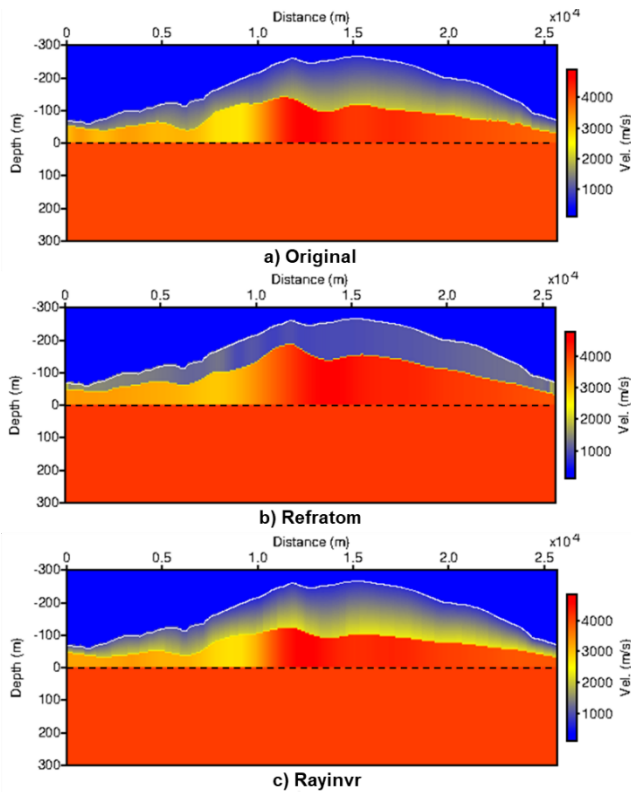 Distance (m)
0 0.5 1.0 1.5 2.0 2.5 x10^4
Depth (m)
-300
-200
-100
0
100
200
300
4000
3000
2000
1000
Vel. (m/s)
a) Original
Distance (m)
0 0.5 1.0 1.5 2.0 2.5 x10^4
Depth (m)
-300
-200
-100
0
100
200
300
4000
3000
2000
1000
Vel. (m/s)
b) Refratom
Distance (m)
0 0.5 1.0 1.5 2.0 2.5 x10^4
Depth (m)
-300
-200
-100
0
100
200
300
4000
3000
2000
1000
Vel. (m/s)
c) Rayinvr